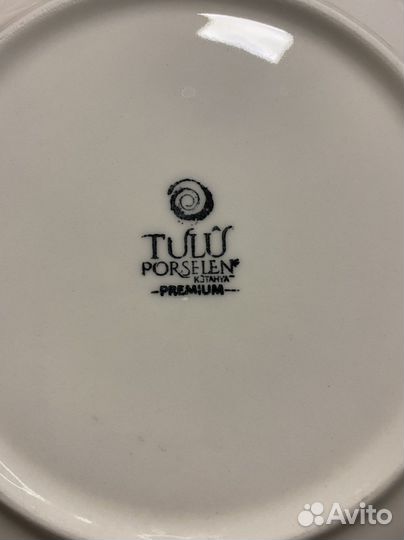 TULÛ
PORSELEN
KÜTAHYA
-PREMIUM-
Avito